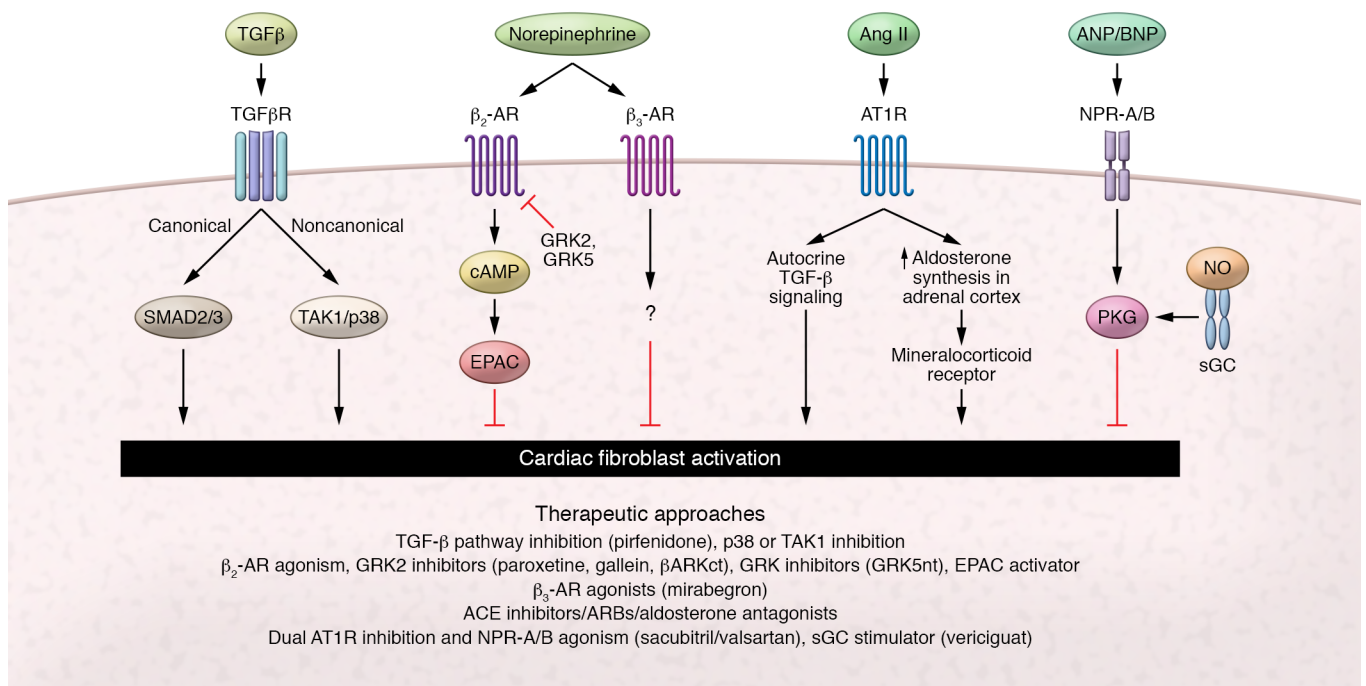 TGFβ
Norepinephrine
Ang II
ANP/BNP
TGFβR
β₂-AR
β₃-AR
AT1R
NPR-A/B
Canonical
Noncanonical
GRK2,
GRK5
cAMP
Autocrine
TGF-β
signaling
Aldosterone
synthesis in
adrenal cortex
NO
SMAD2/3
TAK1/p38
?
PKG
EPAC
Mineralocorticoid
receptor
sGC
Cardiac fibroblast activation
Therapeutic approaches
TGF-β pathway inhibition (pirfenidone), p38 or TAK1 inhibition
β₂-AR agonism, GRK2 inhibitors (paroxetine, gallein, βARKct), GRK inhibitors (GRK5nt), EPAC activator
β₃-AR agonists (mirabegron)
ACE inhibitors/ARBs/aldosterone antagonists
Dual AT1R inhibition and NPR-A/B agonism (sacubitril/valsartan), sGC stimulator (vericiguat)